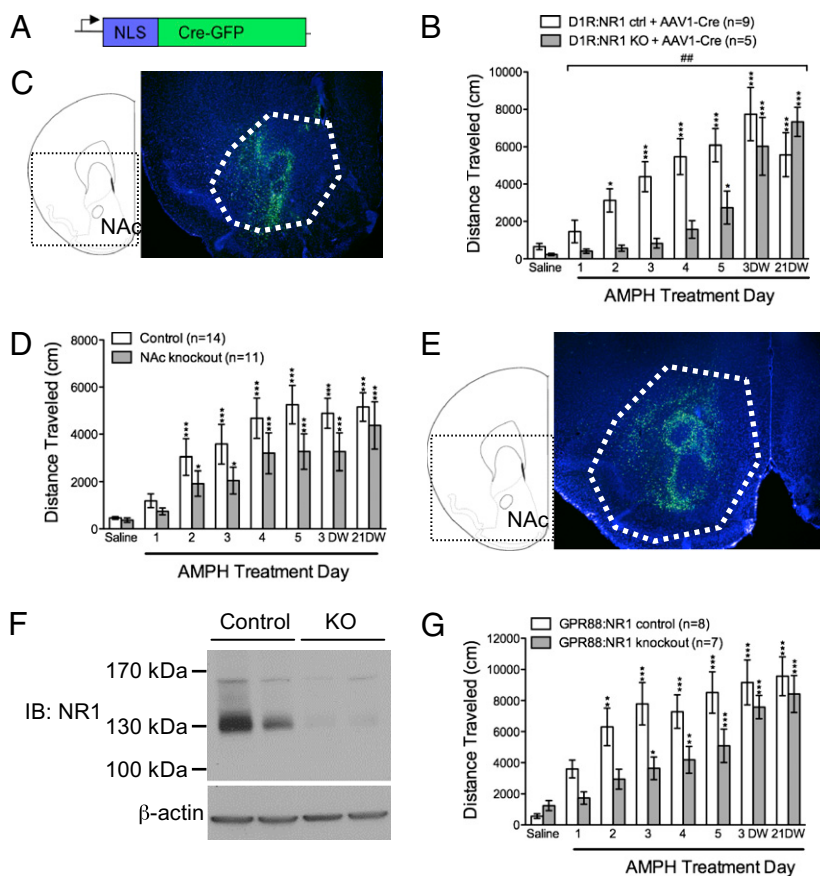 A
NLS Cre-GFP
B
D1R:NR1 ctrl + AAV1-Cre (n=9)
D1R:NR1 KO + AAV1-Cre (n=5)
##
Distance Traveled (cm)
10000
8000
6000
4000
2000
0
* *** *** *** * *** *** *** ***
Saline 1 2 3 4 5 3DW 21DW
AMPH Treatment Day
C
NAc
D
Control (n=14)
NAc knockout (n=11)
Distance Traveled (cm)
8000
6000
4000
2000
0
*** * *** * *** *** *** *** *** *** *** ***
Saline 1 2 3 4 5 3 DW 21DW
AMPH Treatment Day
E
NAc
F
Control KO
170 kDa
IB: NR1
130 kDa
100 kDa
β-actin
G
GPR88:NR1 control (n=8)
GPR88:NR1 knockout (n=7)
Distance Traveled (cm)
12000
10000
8000
6000
4000
2000
0
** *** * *** ** *** *** *** *** *** ***
Saline 1 2 3 4 5 3 DW 21DW
AMPH Treatment Day